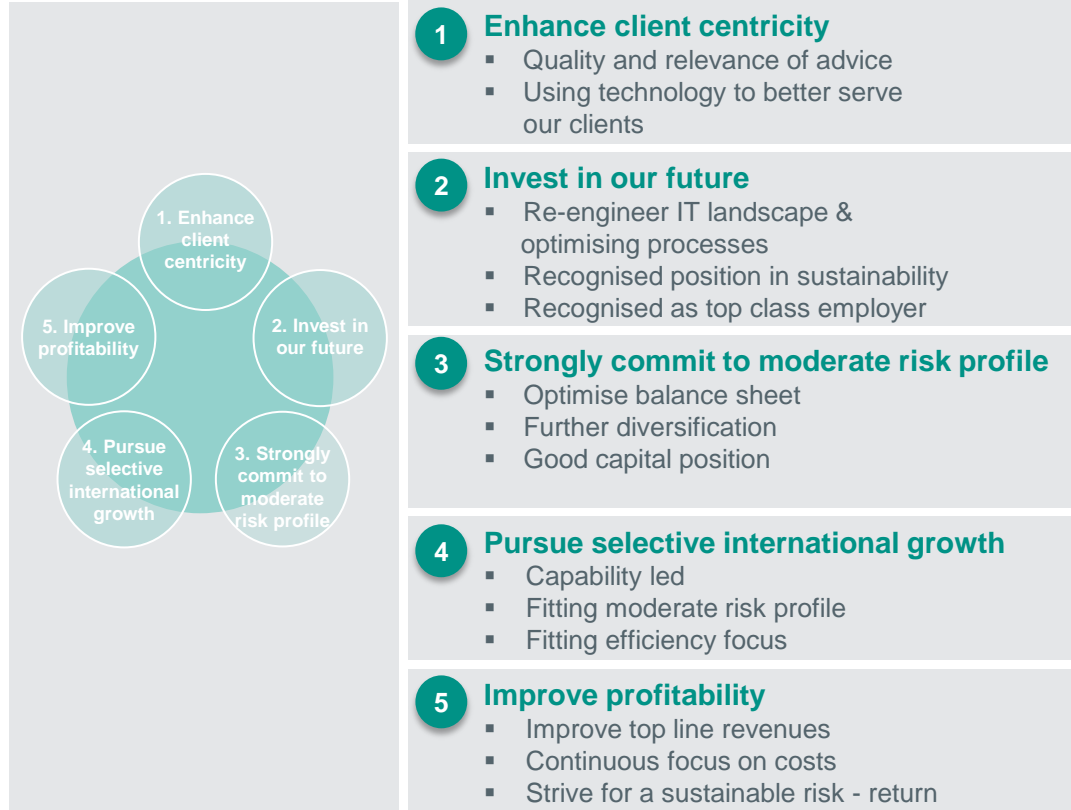 1. Enhance
client
centricity
2. Invest in
our future
3. Strongly
commit to
moderate
risk profile
4. Pursue
selective
international
growth
5. Improve
profitability
1
Enhance client centricity
▪ Quality and relevance of advice
▪ Using technology to better serve
our clients
2
Invest in our future
▪ Re-engineer IT landscape &
optimising processes
▪ Recognised position in sustainability
▪ Recognised as top class employer
3
Strongly commit to moderate risk profile
▪ Optimise balance sheet
▪ Further diversification
▪ Good capital position
4
Pursue selective international growth
▪ Capability led
▪ Fitting moderate risk profile
▪ Fitting efficiency focus
5
Improve profitability
▪ Improve top line revenues
▪ Continuous focus on costs
▪ Strive for a sustainable risk - return